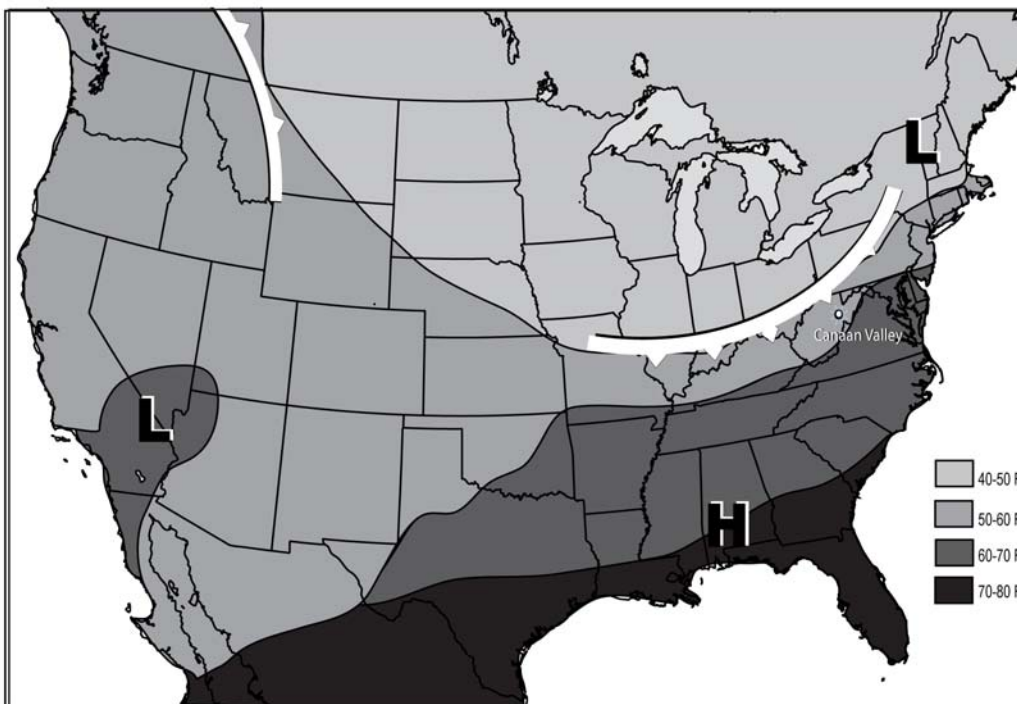 L
Canaan Valley
L
H
40-50 F
50-60 F
60-70 F
70-80 F